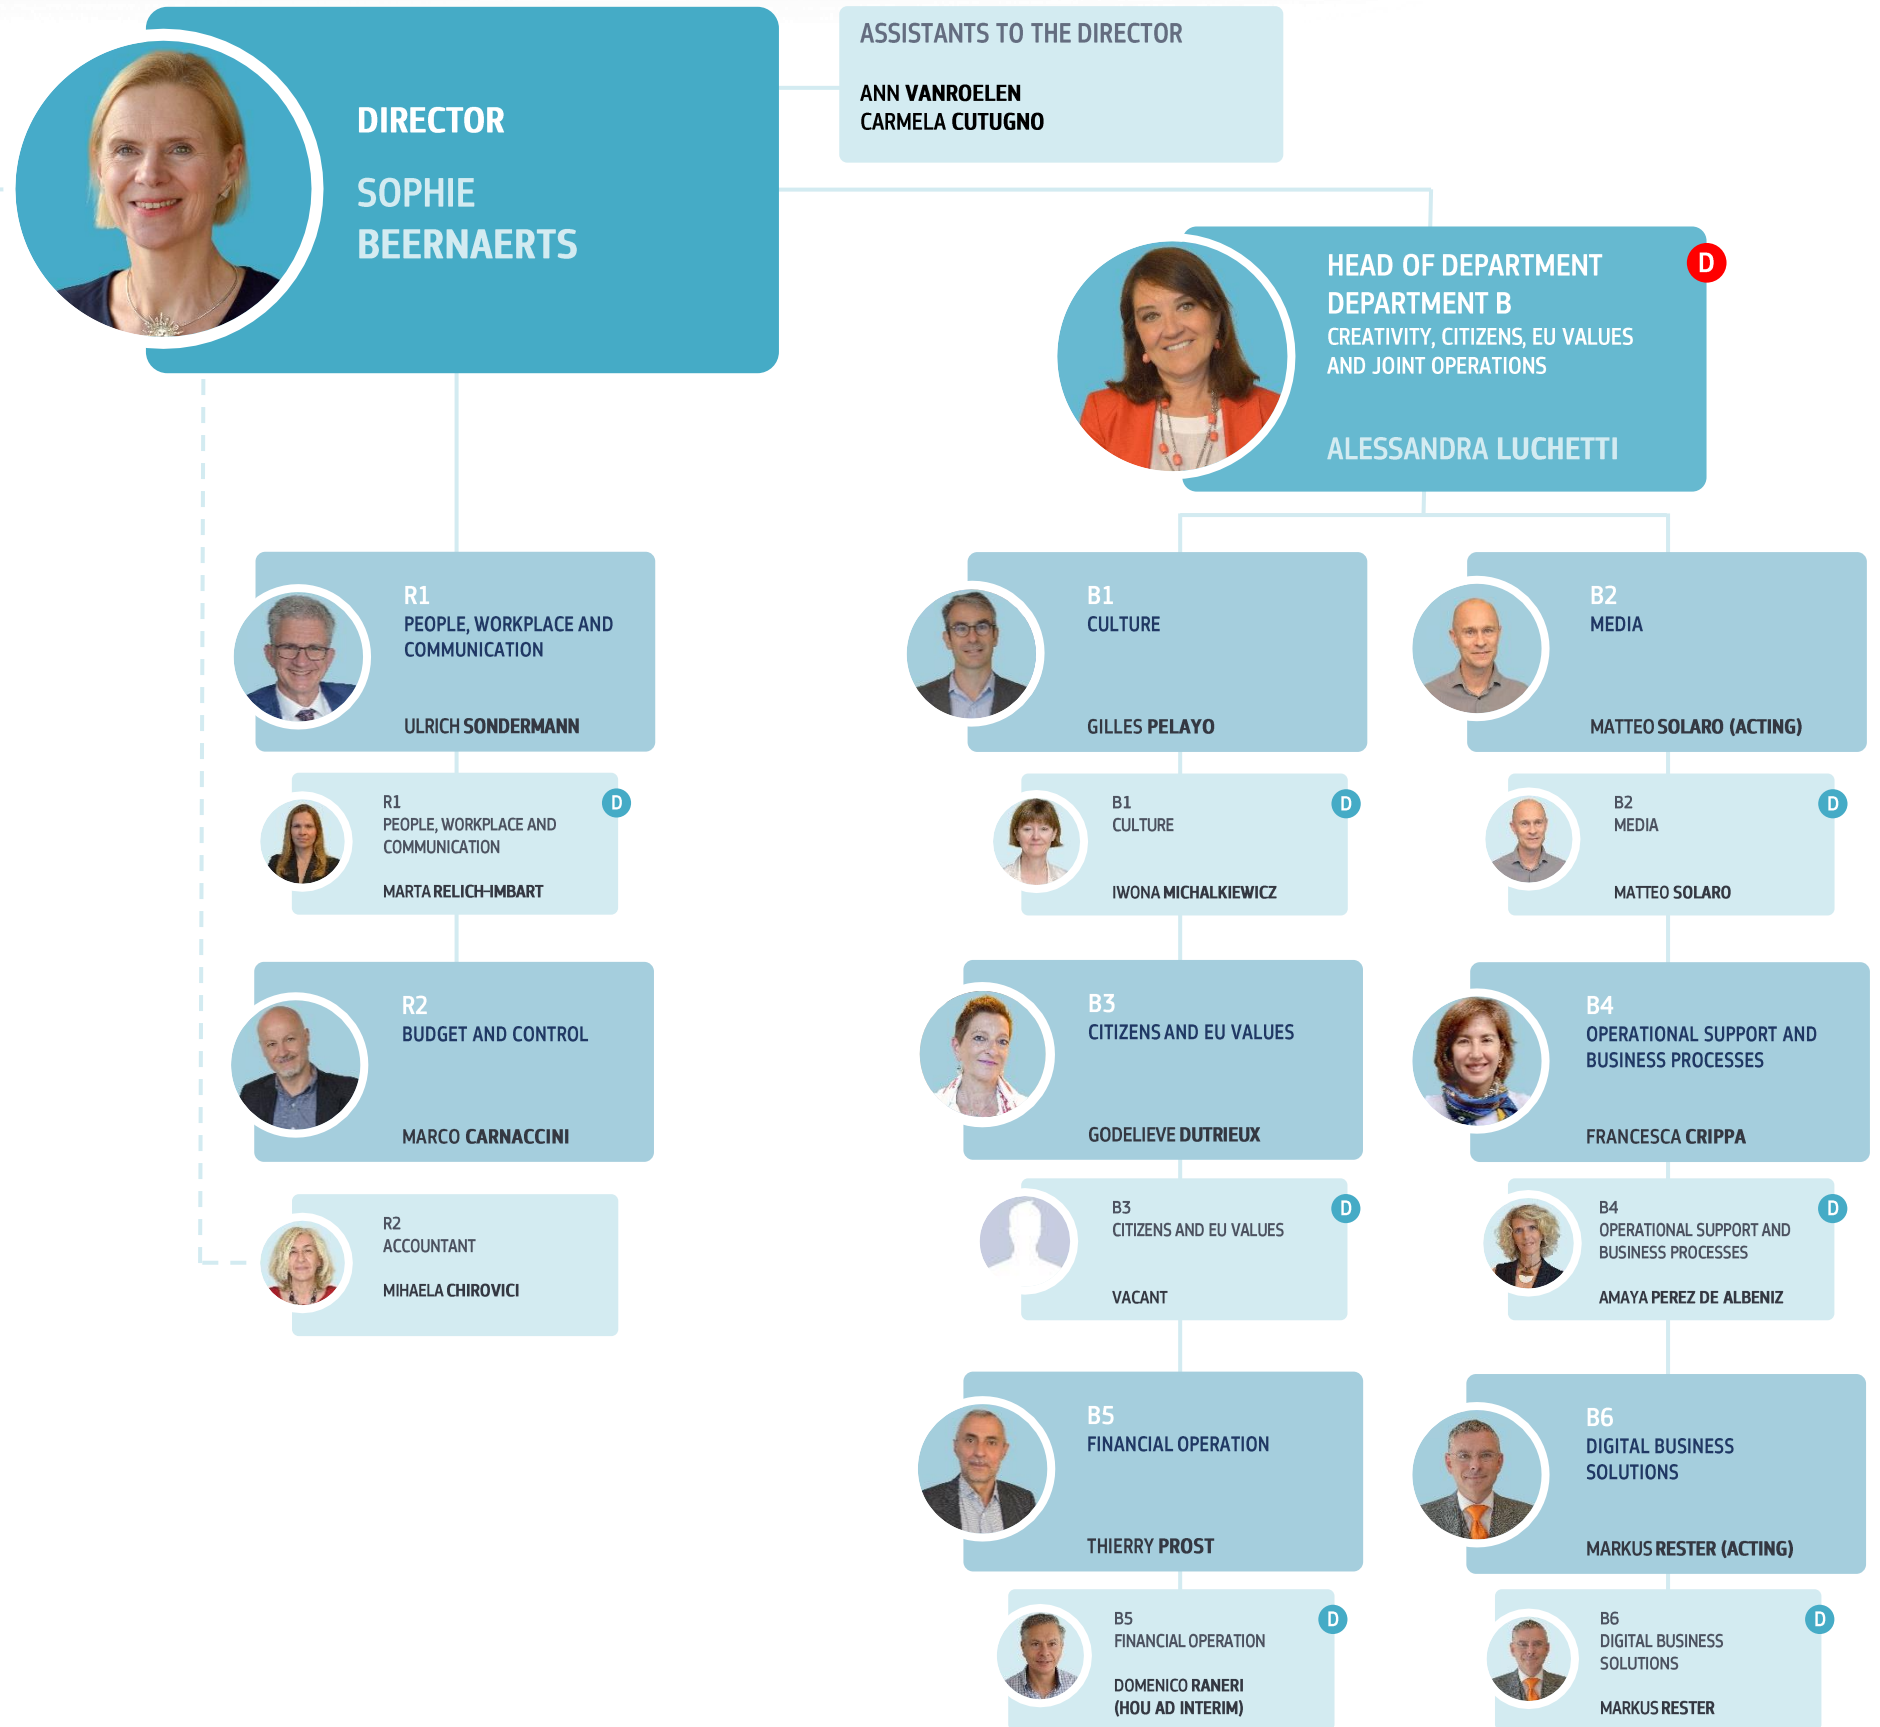 DIRECTOR
SOPHIE
BEERNAERTS
ASSISTANTS TO THE DIRECTOR
ANN VANROELEN
CARMELA CUTUGNO
HEAD OF DEPARTMENT
DEPARTMENT B
CREATIVITY, CITIZENS, EU VALUES
AND JOINT OPERATIONS
ALESSANDRA LUCHETTI
D
R1
PEOPLE, WORKPLACE AND
COMMUNICATION
ULRICH SONDERMANN
R1
PEOPLE, WORKPLACE AND
COMMUNICATION
MARTA RELICH-IMBART
D
R2
BUDGET AND CONTROL
MARCO CARNACCINI
R2
ACCOUNTANT
MIHAELA CHIROVICI
B1
CULTURE
GILLES PELAYO
B1
CULTURE
IWONA MICHALKIEWICZ
D
B3
CITIZENS AND EU VALUES
GODELIEVE DUTRIEUX
B3
CITIZENS AND EU VALUES
VACANT
D
B5
FINANCIAL OPERATION
THIERRY PROST
B5
FINANCIAL OPERATION
DOMENICO RANERI
(HOU AD INTERIM)
D
B2
MEDIA
MATTEO SOLARO (ACTING)
B2
MEDIA
MATTEO SOLARO
D
B4
OPERATIONAL SUPPORT AND
BUSINESS PROCESSES
FRANCESCA CRIPPA
B4
OPERATIONAL SUPPORT AND
BUSINESS PROCESSES
AMAYA PEREZ DE ALBENIZ
D
B6
DIGITAL BUSINESS
SOLUTIONS
MARKUS RESTER (ACTING)
B6
DIGITAL BUSINESS
SOLUTIONS
MARKUS RESTER
D